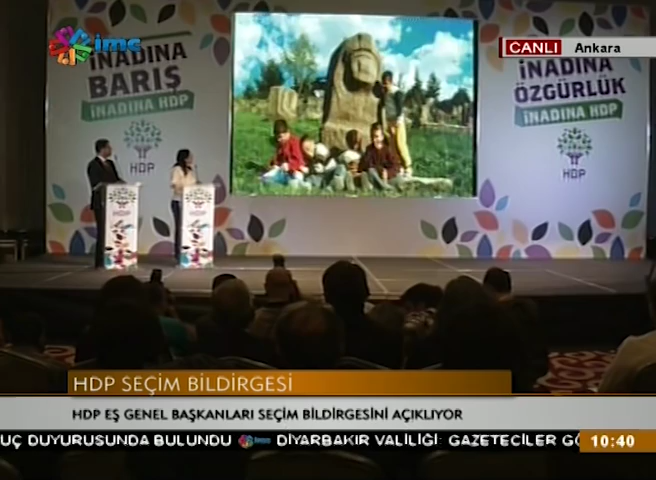 imc
CANLI
Ankara
İNADINA
BARIŞ
İNADINA HDP
HDP
İNADINA
ÖZGÜRLÜK
İNADINA HDP
HDP
HDP
HDP
HDP SEÇİM BİLDİRGESİ
HDP EŞ GENEL BAŞKANLARI SEÇİM BİLDİRGESİNİ AÇIKLIYOR
UÇ DUYURUSUNDA BULUNDU imc DİYARBAKIR VALİLİĞİ: GAZETECİLER
10:40